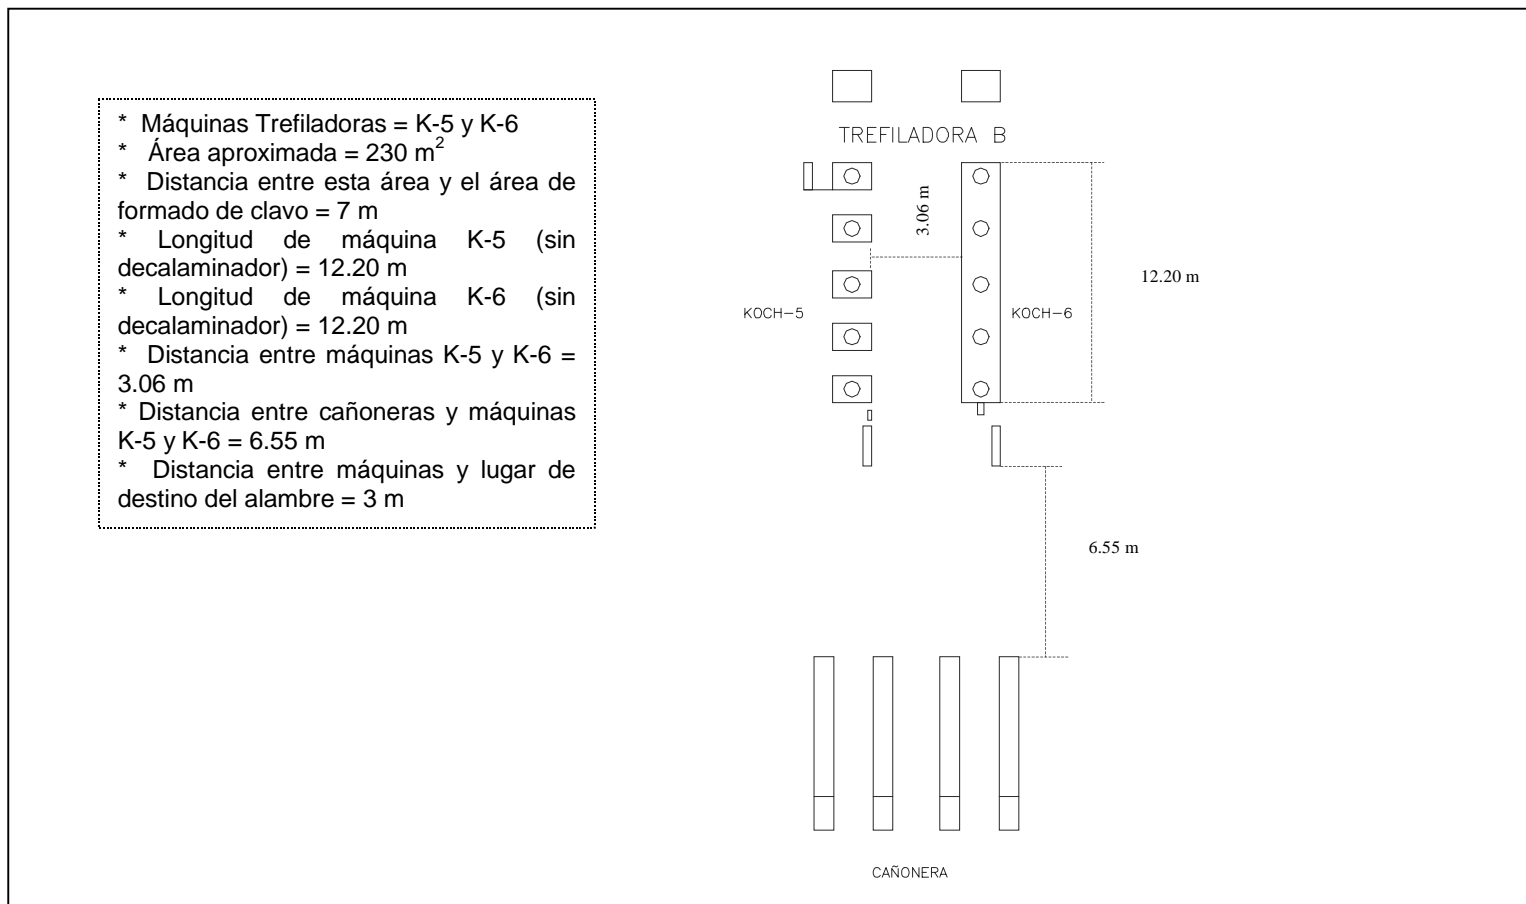 * Máquinas Trefiladoras = K-5 y K-6
* Área aproximada = 230 m²
* Distancia entre esta área y el área de
formado de clavo = 7 m
* Longitud de máquina K-5 (sin
decalaminador) = 12.20 m
* Longitud de máquina K-6 (sin
decalaminador) = 12.20 m
* Distancia entre máquinas K-5 y K-6 =
3.06 m
* Distancia entre cañoneras y máquinas
K-5 y K-6 = 6.55 m
* Distancia entre máquinas y lugar de
destino del alambre = 3 m
TREFILADORA B
3.06 m
12.20 m
KOCH-5
KOCH-6
6.55 m
CAÑONERA